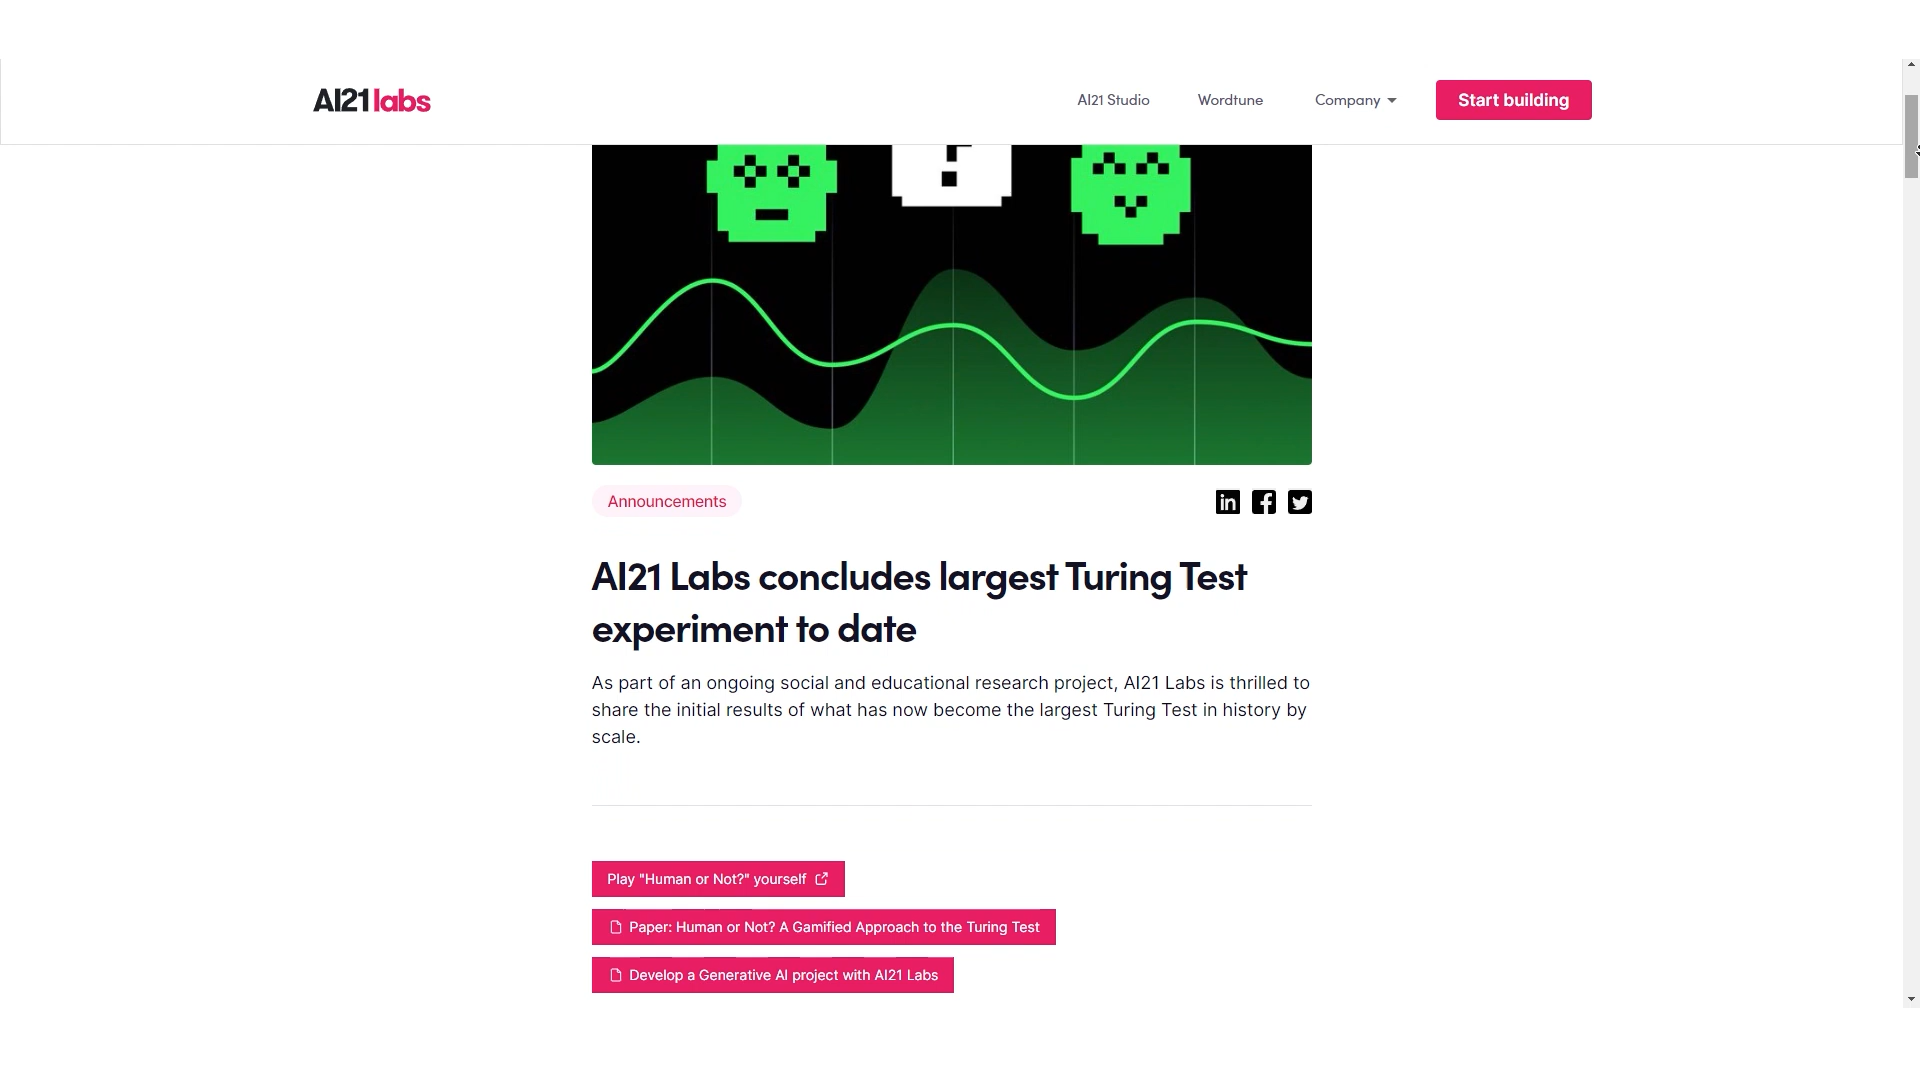 AI21labs
AI21 Studio
Wordtune
Company
Start building
?
Announcements
AI21 Labs concludes largest Turing Test
experiment to date
As part of an ongoing social and educational research project, AI21 Labs is thrilled to
share the initial results of what has now become the largest Turing Test in history by
scale.
Play "Human or Not?" yourself
Paper: Human or Not? A Gamified Approach to the Turing Test
Develop a Generative AI project with AI21 Labs